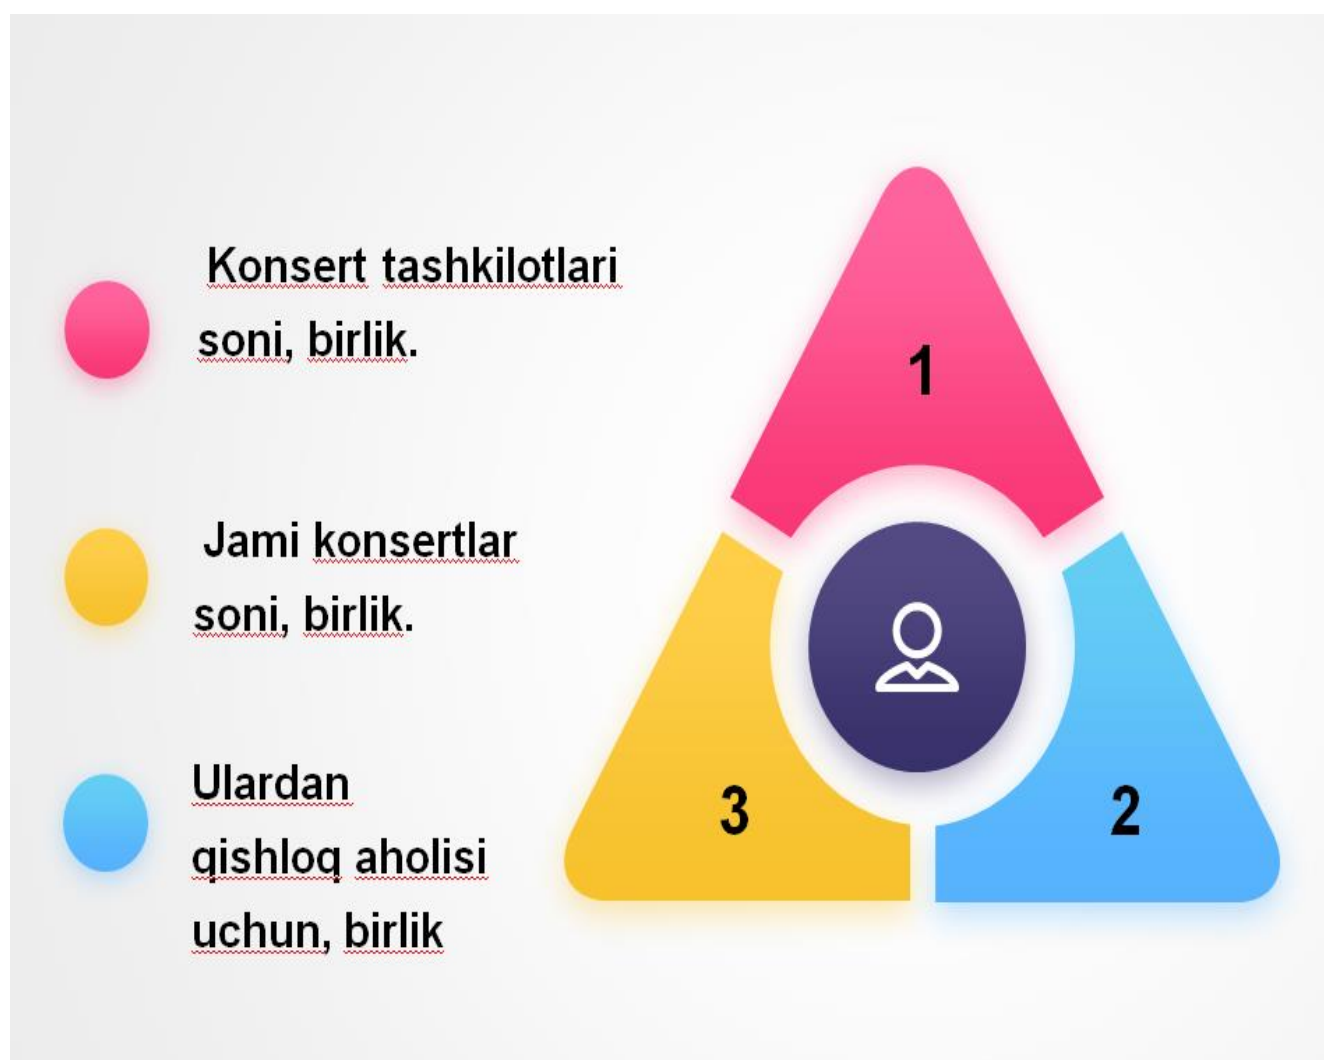 Konsert tashkilotlari
soni, birlik.
Jami konsertlar
soni, birlik.
Ulardan
qishloq aholisi
uchun, birlik
1
3
2